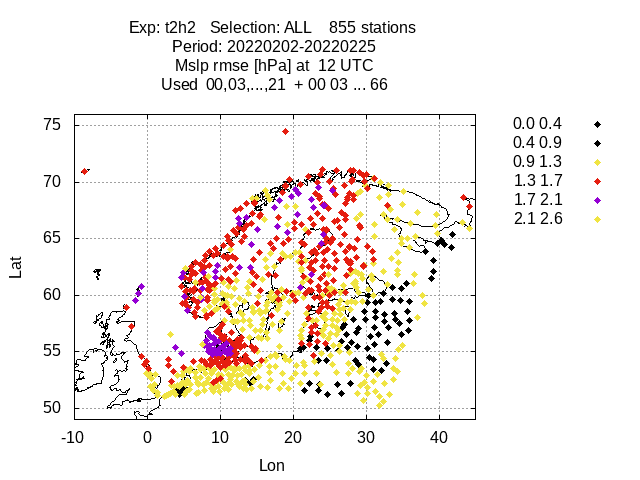 Exp: t2h2   Selection: ALL    855 stations
Period: 20220202-20220225
Mslp rmse [hPa] at  12 UTC
Used  00,03,...,21  + 00 03 ... 66
75
70
65
60
55
50
-10 0 10 20 30 40
Lat
Lon
0.0 0.4
0.4 0.9
0.9 1.3
1.3 1.7
1.7 2.1
2.1 2.6